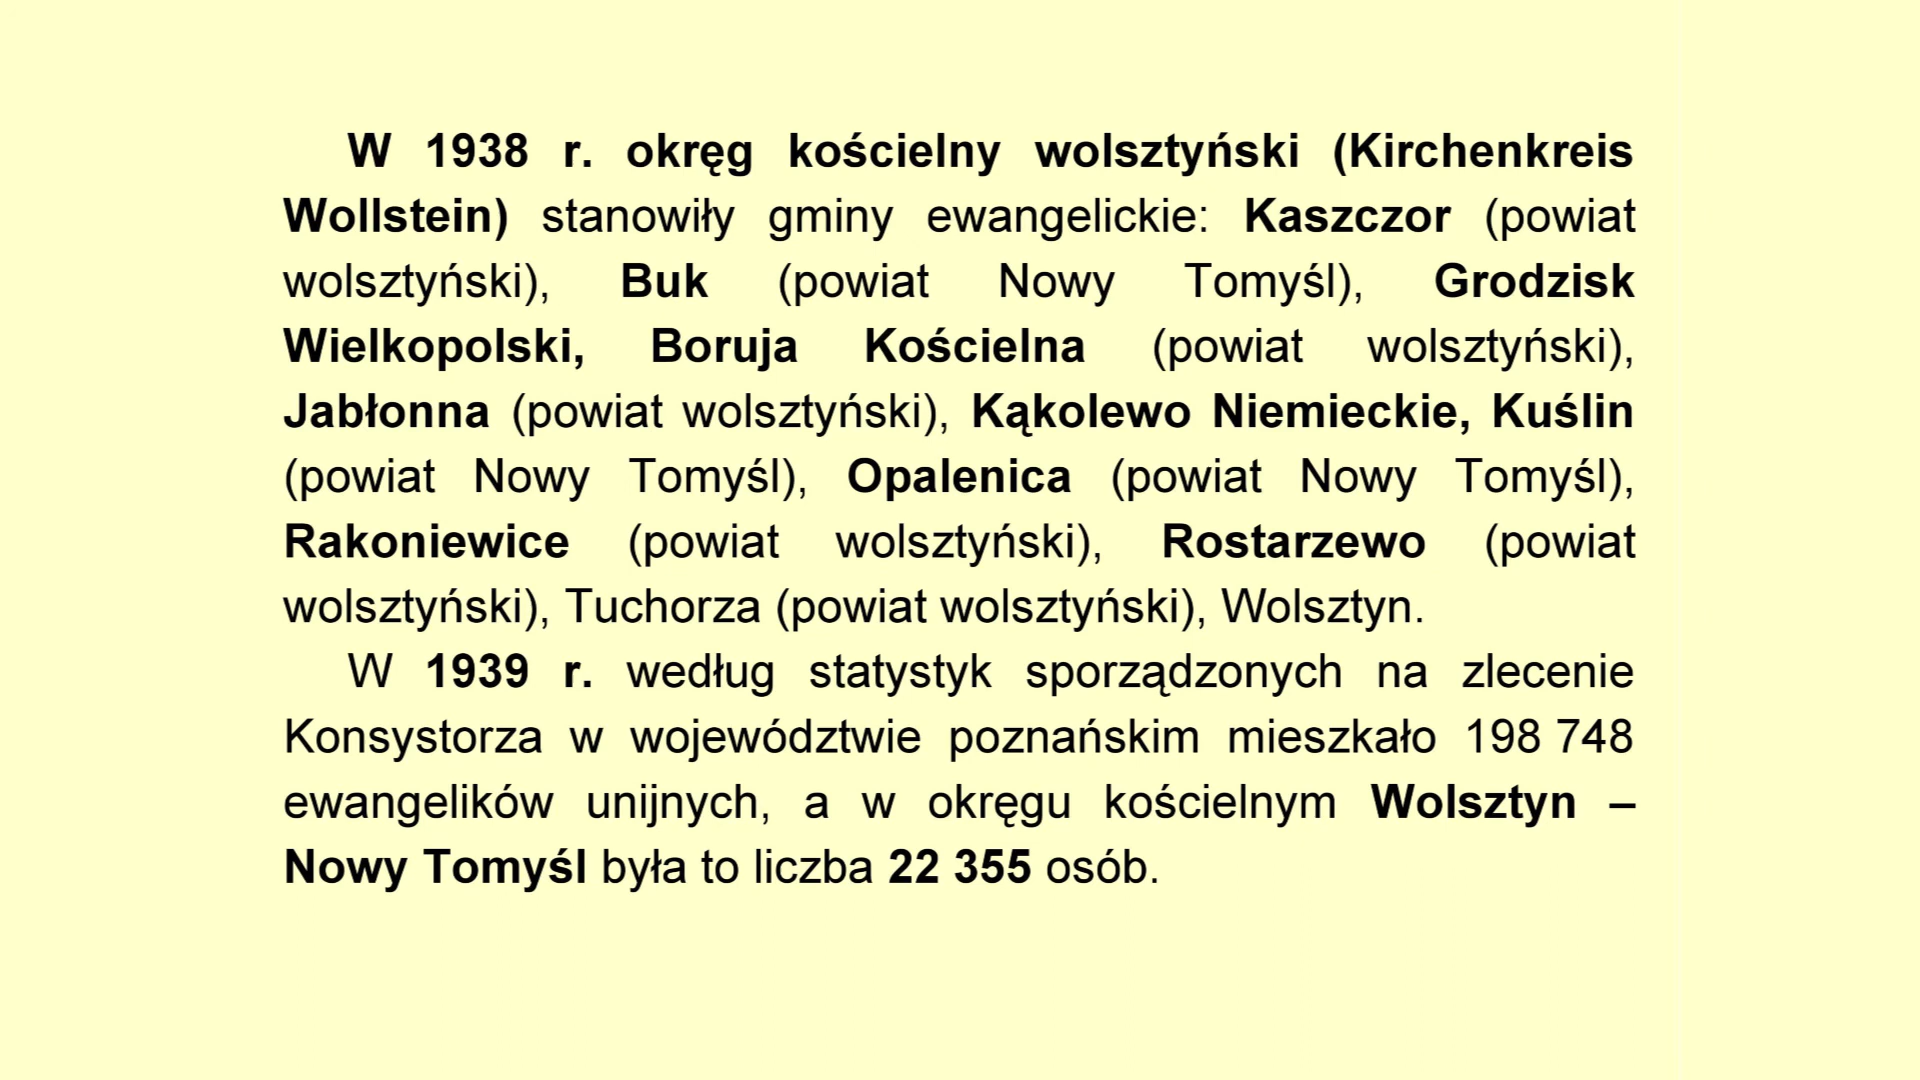 W 1938 r. okręg kościelny wolsztyński (Kirchenkreis
Wollstein) stanowiły gminy ewangelickie: Kaszczor (powiat
wolsztyński), Buk (powiat Nowy Tomyśl), Grodzisk
Wielkopolski, Boruja Kościelna (powiat wolsztyński),
Jabłonna (powiat wolsztyński), Kąkolewo Niemieckie, Kuślin
(powiat Nowy Tomyśl), Opalenica (powiat Nowy Tomyśl),
Rakoniewice (powiat wolsztyński), Rostarzewo (powiat
wolsztyński), Tuchorza (powiat wolsztyński), Wolsztyn.
W 1939 r. według statystyk sporządzonych na zlecenie
Konsystorza w województwie poznańskim mieszkało 198 748
ewangelików unijnych, a w okręgu kościelnym Wolsztyn –
Nowy Tomyśl była to liczba 22 355 osób.